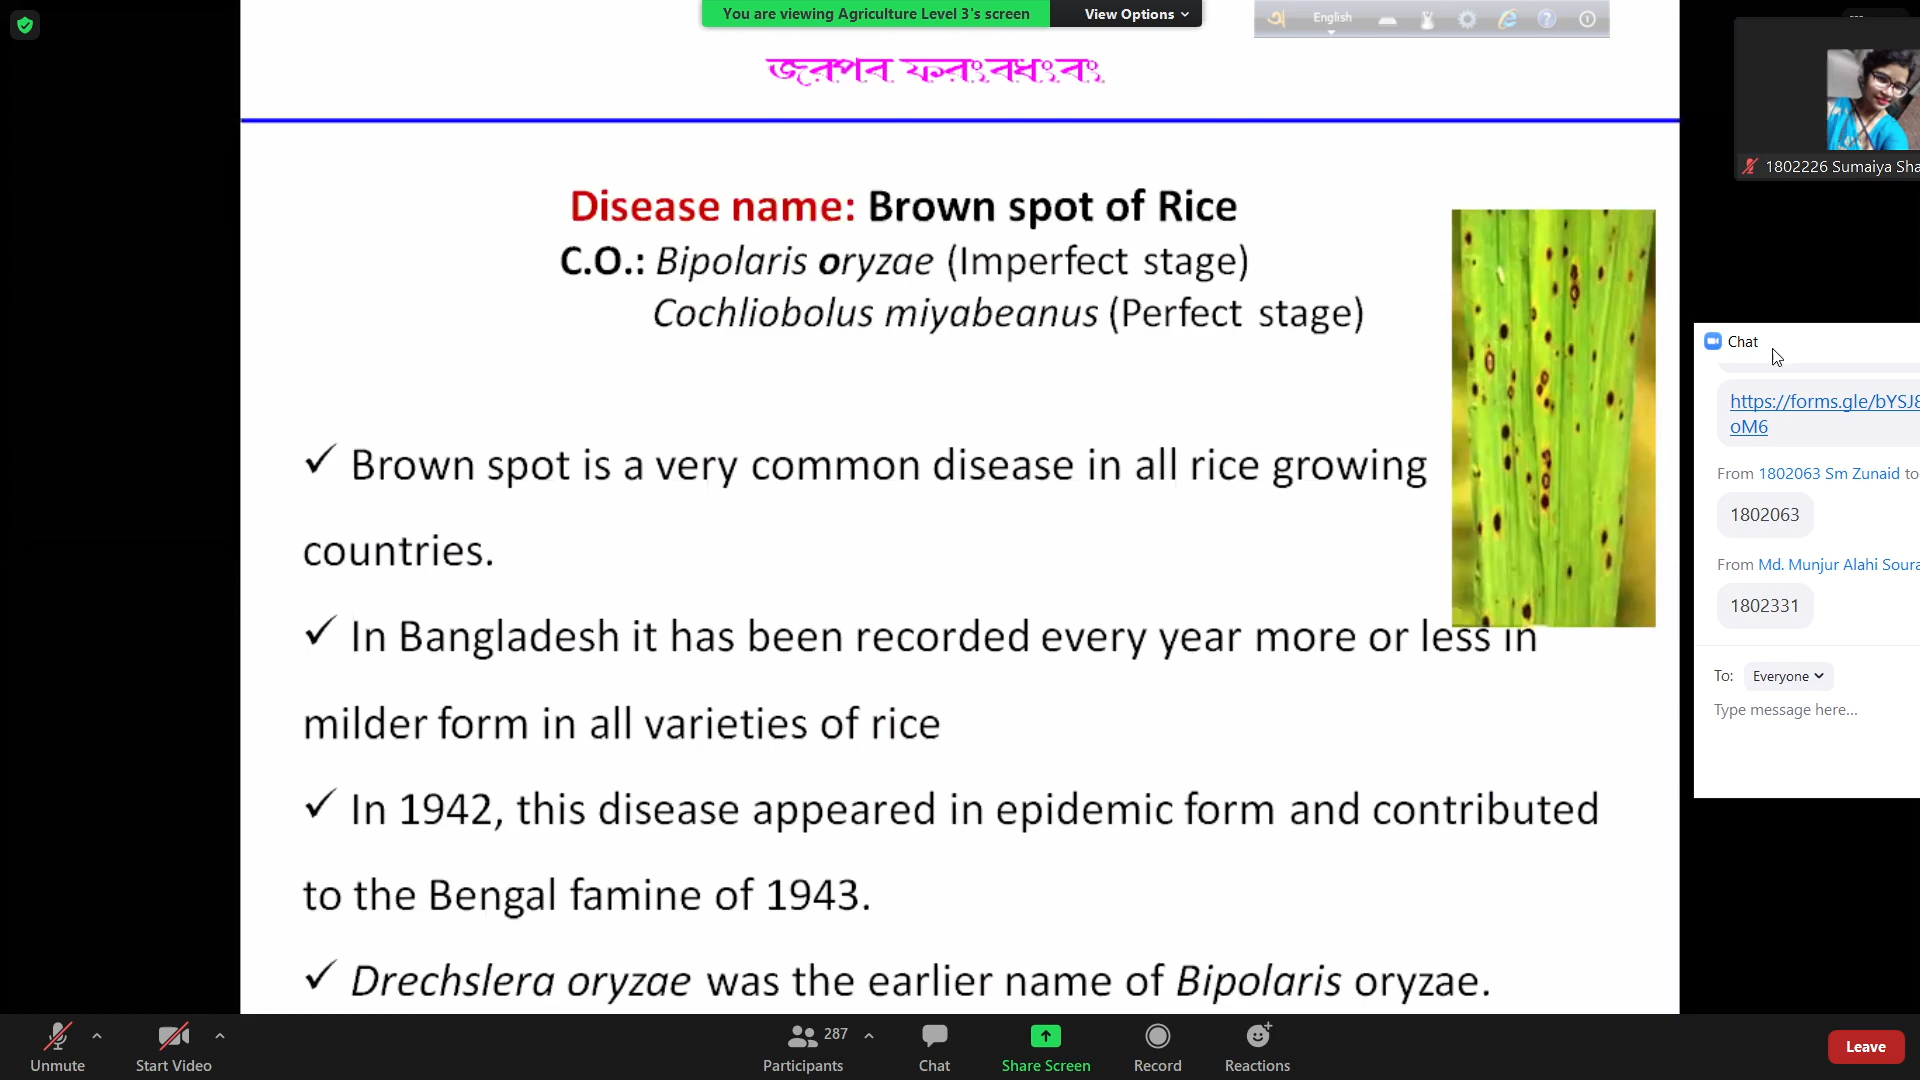 You are viewing Agriculture Level 3's screen
View Options
English
জ্রপব ফরংবধংবং
1802226 Sumaiya Sha
Disease name: Brown spot of Rice
C.O.: Bipolaris oryzae (Imperfect stage)
Cochliobolus miyabeanus (Perfect stage)
✓ Brown spot is a very common disease in all rice growing
countries.
✓ In Bangladesh it has been recorded every year more or less in
milder form in all varieties of rice
✓ In 1942, this disease appeared in epidemic form and contributed
to the Bengal famine of 1943.
✓ Drechslera oryzae was the earlier name of Bipolaris oryzae.
Chat
https://forms.gle/bYSJ8
oM6
From 1802063 Sm Zunaid to
1802063
From Md. Munjur Alahi Soura
1802331
To: Everyone
Type message here...
Unmute
Start Video
287
Participants
Chat
Share Screen
Record
Reactions
Leave